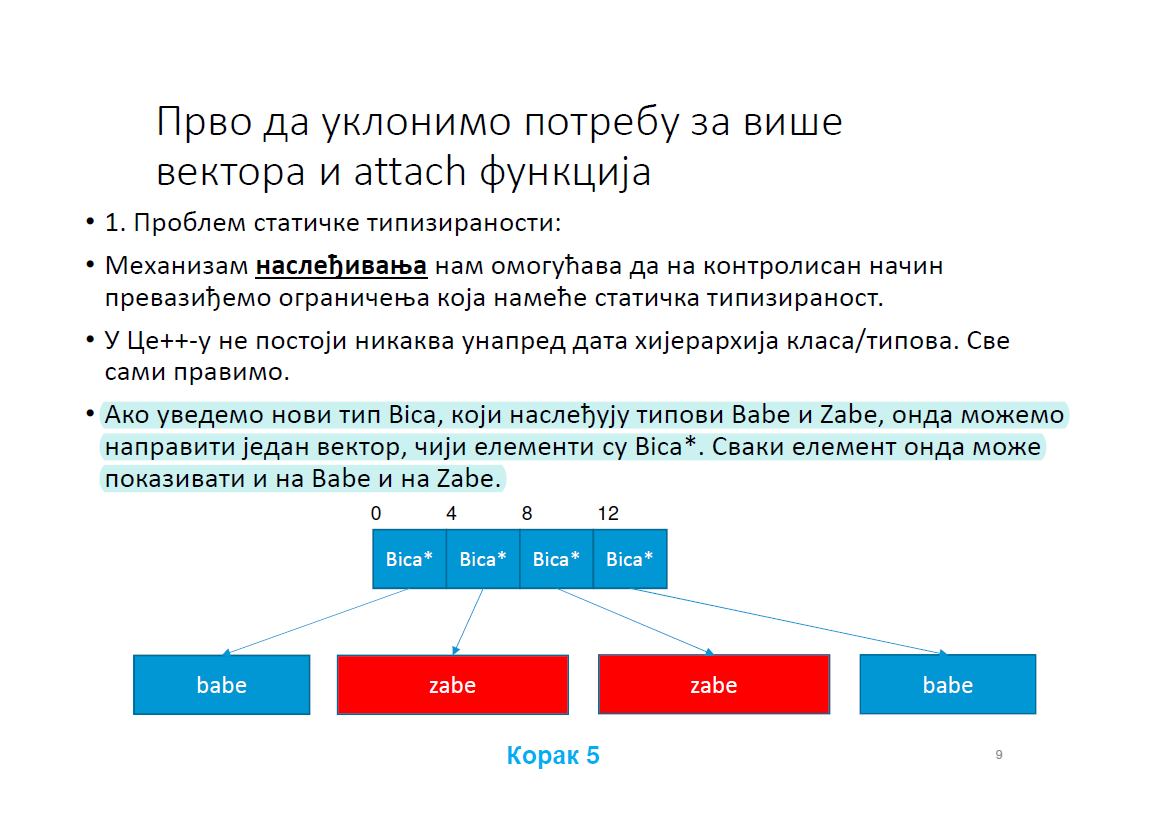 Прво да уклонимо потребу за више
вектора и attach функција
• 1. Проблем статичке типизираности:
• Механизам наслеђивања нам омогућава да на контролисан начин
превазиђемо ограничења која намеће статичка типизираност.
• У Це++-у не постоји никаква унапред дата хијерархија класа/типова. Све
сами правимо.
• Ако уведемо нови тип Bica, који наслеђују типови Babe и Zabe, онда можемо
направити један вектор, чији елементи су Bica*. Сваки елемент онда може
показивати и на Babe и на Zabe.
0 4 8 12
Bica* Bica* Bica* Bica*
babe zabe zabe babe
Корак 5
9